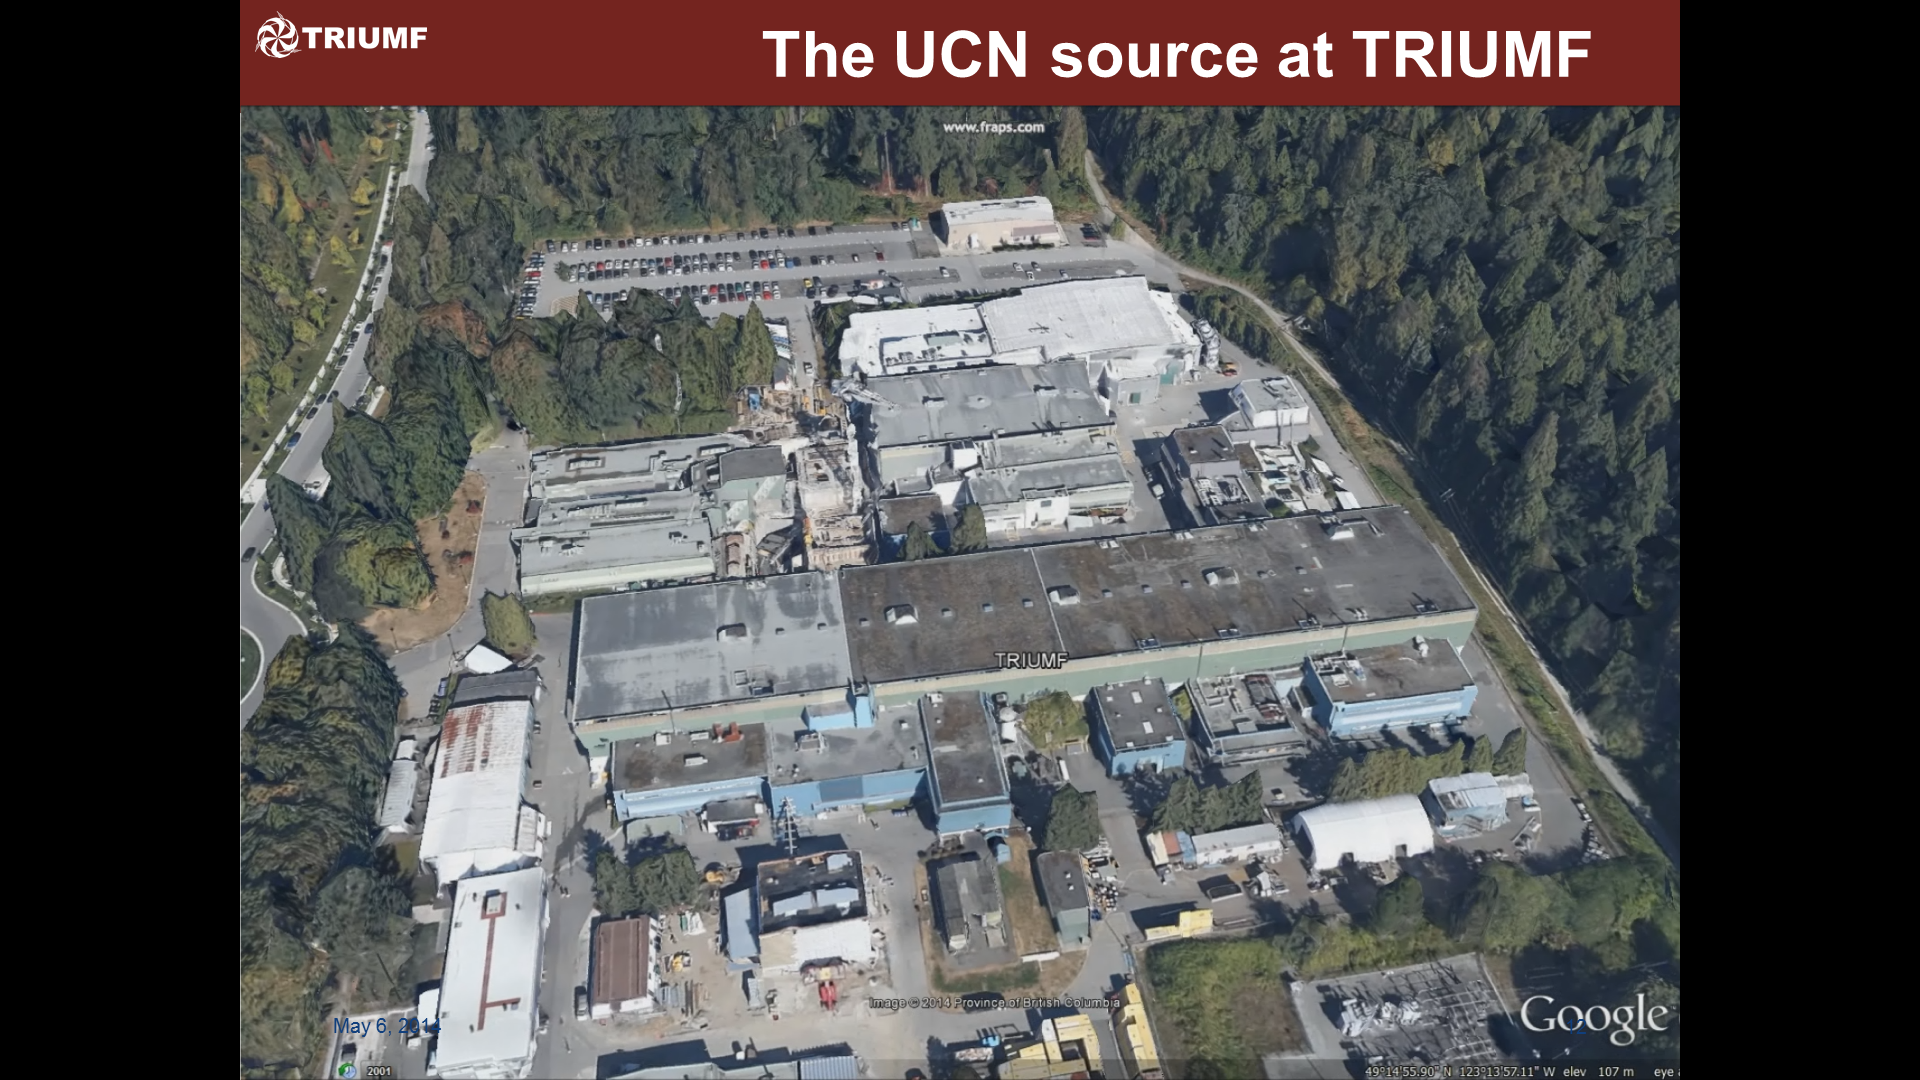 TRIUMF
The UCN source at TRIUMF
www.fraps.com
TRIUMF
Image © 2014 Province of British Columbia
Google
May 6, 2014
2001
49°14'55.90" N 123°13'57.11" W elev 107 m eye